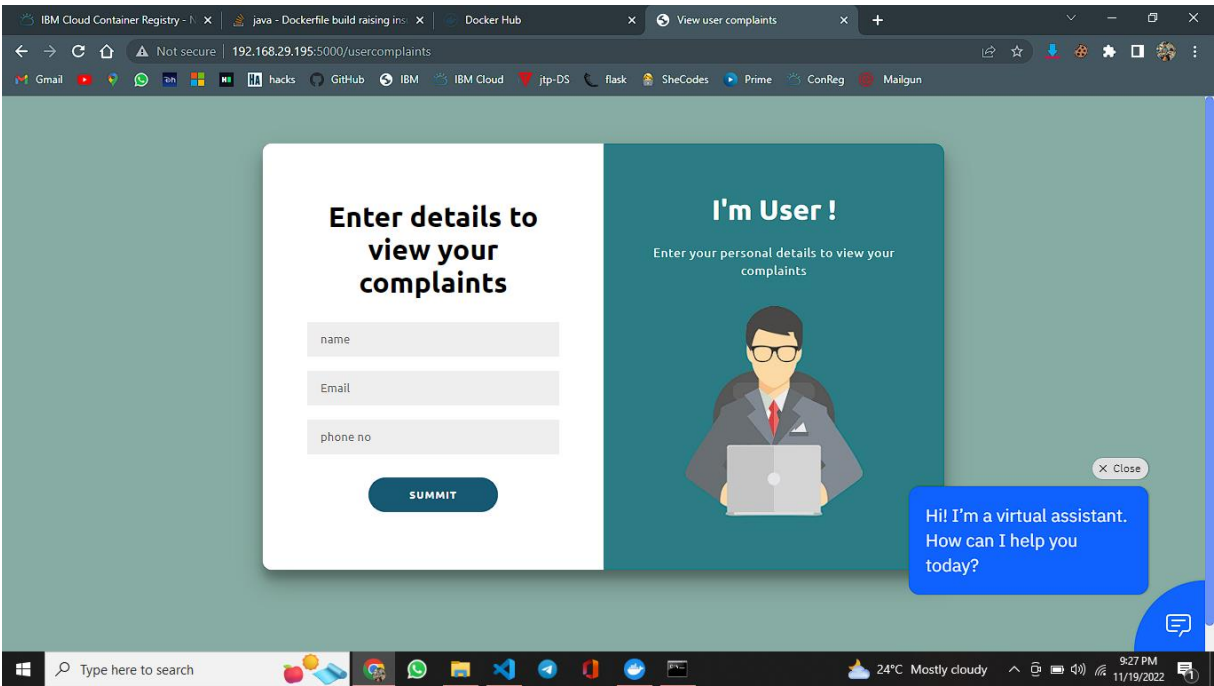 IBM Cloud Container Registry - N
java - Dockerfile build raising ins
Docker Hub
View user complaints
Not secure | 192.168.29.195:5000/usercomplaints
Gmail
hacks
GitHub
IBM
IBM Cloud
jtp-DS
flask
SheCodes
Prime
ConReg
Mailgun
Enter details to
view your
complaints
name
Email
phone no
SUMMIT
I'm User !
Enter your personal details to view your
complaints
× Close
Hi! I'm a virtual assistant.
How can I help you
today?
Type here to search
24°C Mostly cloudy
9:27 PM
11/19/2022